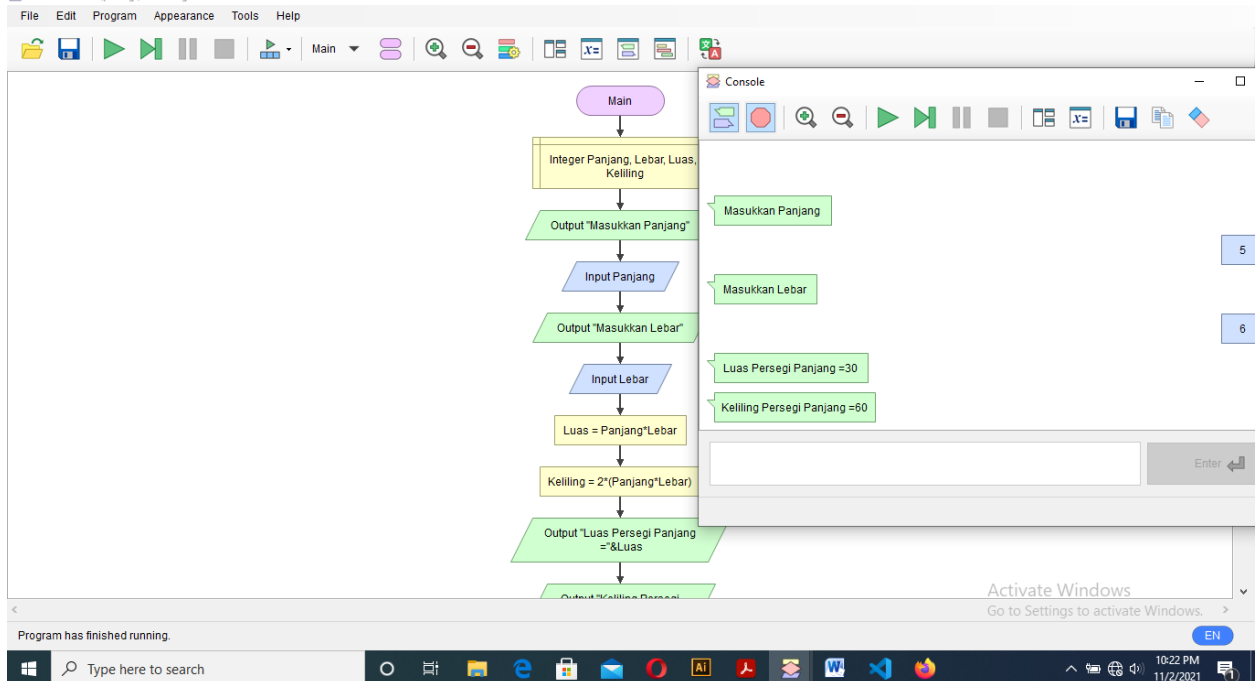 File Edit Program Appearance Tools Help
Main
Main
Integer Panjang, Lebar, Luas,
Keliling
Output "Masukkan Panjang"
Input Panjang
Output "Masukkan Lebar"
Input Lebar
Luas = Panjang*Lebar
Keliling = 2*(Panjang*Lebar)
Output "Luas Persegi Panjang
="&Luas
Console
Masukkan Panjang
5
Masukkan Lebar
6
Luas Persegi Panjang =30
Keliling Persegi Panjang =60
Enter
Activate Windows
Go to Settings to activate Windows.
Program has finished running.
EN
Type here to search
10:22 PM
11/2/2021